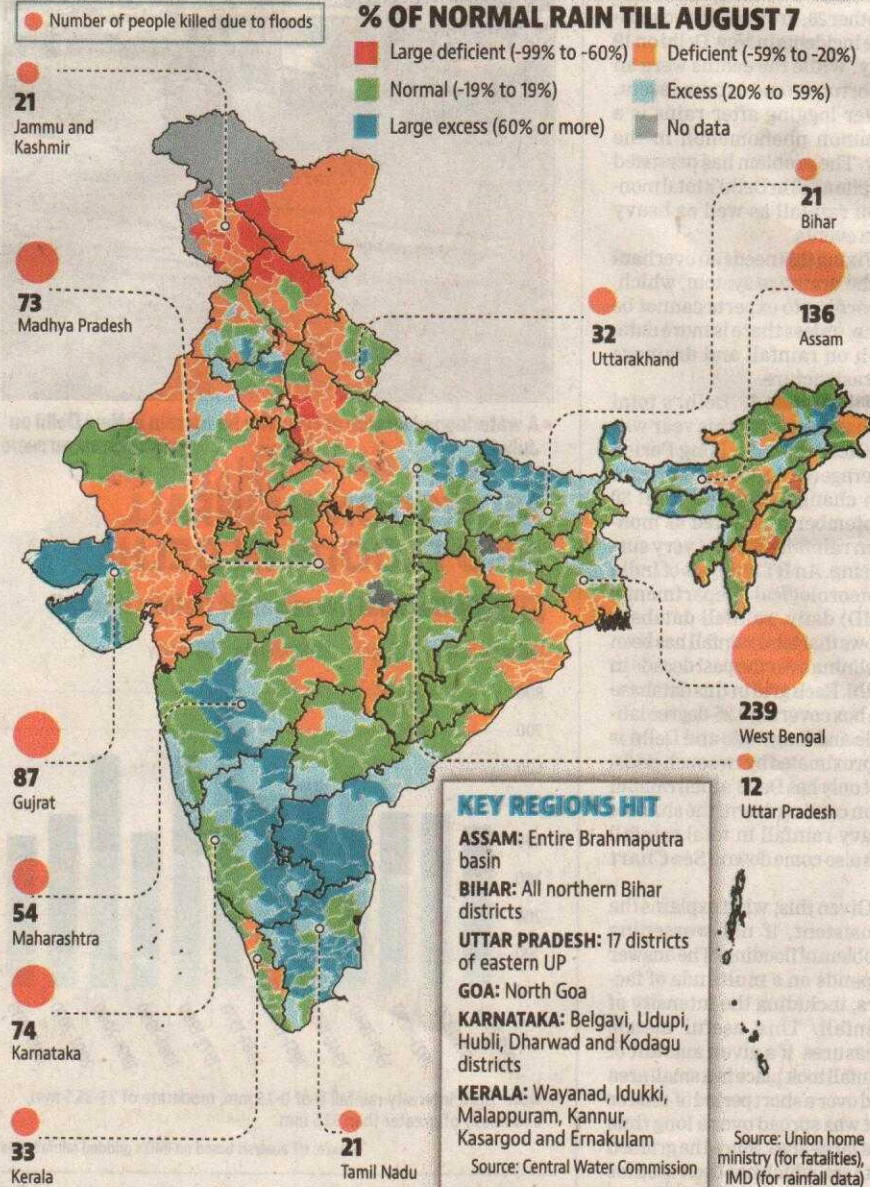 Number of people killed due to floods
% OF NORMAL RAIN TILL AUGUST 7
Large deficient (-99% to -60%)
Deficient (-59% to -20%)
Normal (-19% to 19%)
Excess (20% to 59%)
Large excess (60% or more)
No data
21
Jammu and
Kashmir
73
Madhya Pradesh
87
Gujrat
54
Maharashtra
74
Karnataka
33
Kerala
21
Tamil Nadu
21
Bihar
136
Assam
32
Uttarakhand
239
West Bengal
12
Uttar Pradesh
KEY REGIONS HIT
ASSAM: Entire Brahmaputra
basin
BIHAR: All northern Bihar
districts
UTTAR PRADESH: 17 districts
of eastern UP
GOA: North Goa
KARNATAKA: Belgavi, Udupi,
Hubli, Dharwad and Kodagu
districts
KERALA: Wayanad, Idukki,
Malappuram, Kannur,
Kasargod and Ernakulam
Source: Central Water Commission
Source: Union home
ministry (for fatalities),
IMD (for rainfall data)